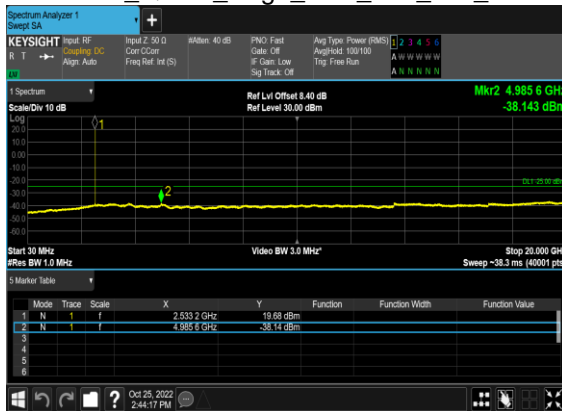 Spectrum Analyzer 1
Swept SA
+
KEYSIGHT Input: RF Input Z: 50 Ω #Atten: 40 dB PNO: Fast Avg Type: Power (RMS) 1 2 3 4 5 6
R T Coupling: DC Corr CCorr Gate: Off Avg|Hold: 100/100 A W W W W W
Align: Auto Freq Ref: Int (S) IF Gain: Low Trig: Free Run
Sig Track: Off A N N N N N
1 Spectrum Ref Lvl Offset 8.40 dB Mkr2 4.985 6 GHz
Scale/Div 10 dB Ref Level 30.00 dBm -38.143 dBm
Log
20.0
10.0
0.00
-10.0
-20.0
-30.0
-40.0
-50.0
-60.0
1
2
DL1 -25.00 dBm
Start 30 MHz Video BW 3.0 MHz* Stop 20.000 GHz
#Res BW 1.0 MHz Sweep ~38.3 ms (40001 pts)
5 Marker Table
Mode Trace Scale X Y Function Function Width Function Value
1 N 1 f 2.533 2 GHz 19.68 dBm
2 N 1 f 4.985 6 GHz -38.14 dBm
3
4
5
6
? Oct 25, 2022
2:44:17 PM